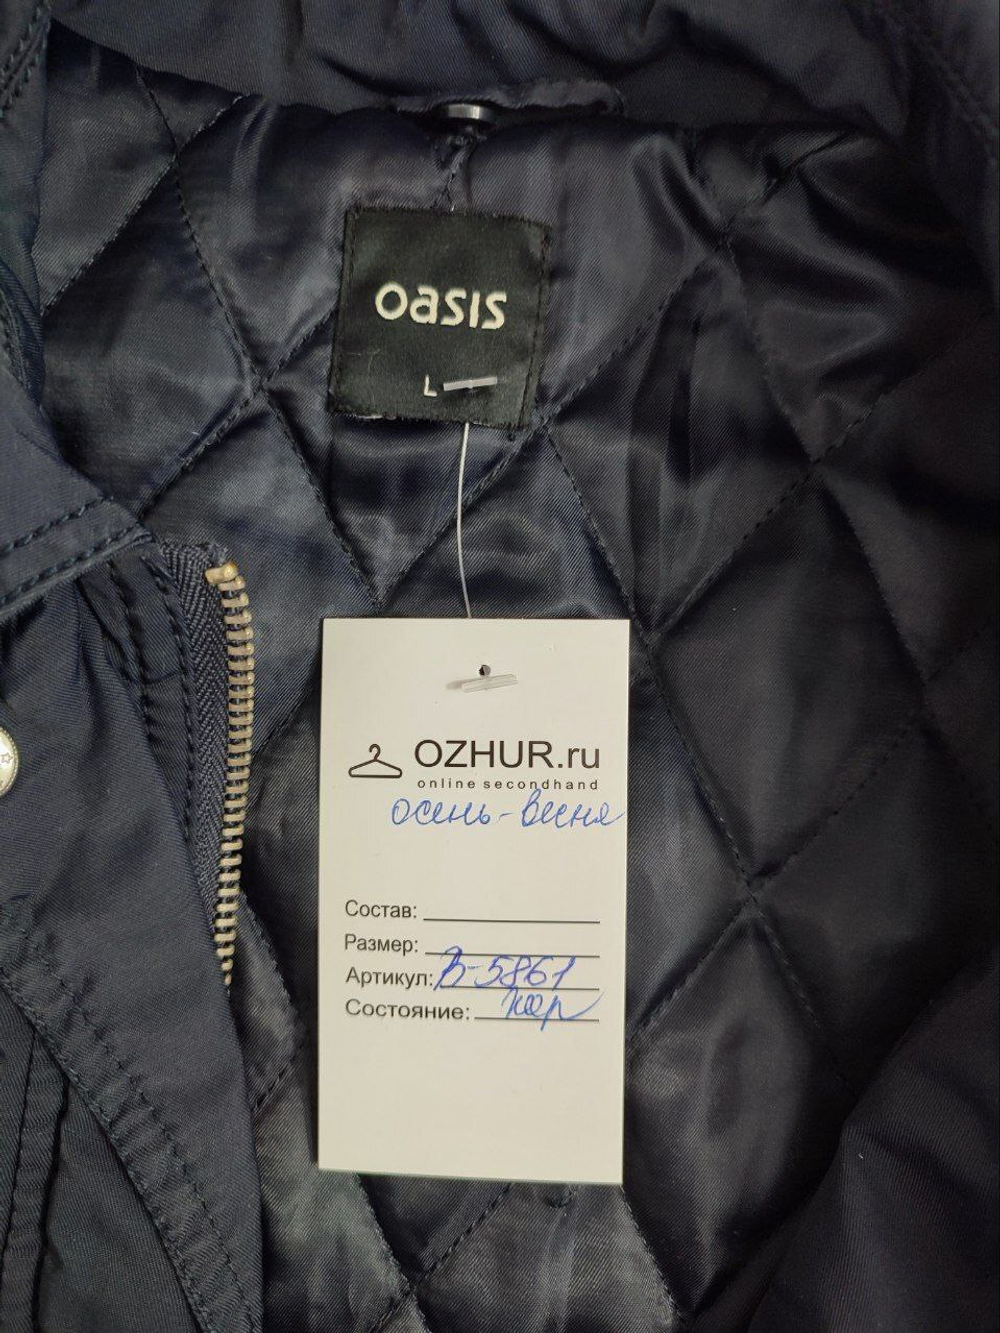 oasis
L
OZHUR.ru
online secondhand
осень-весна
Состав:
Размер:
Артикул: В-5861
Состояние: хор